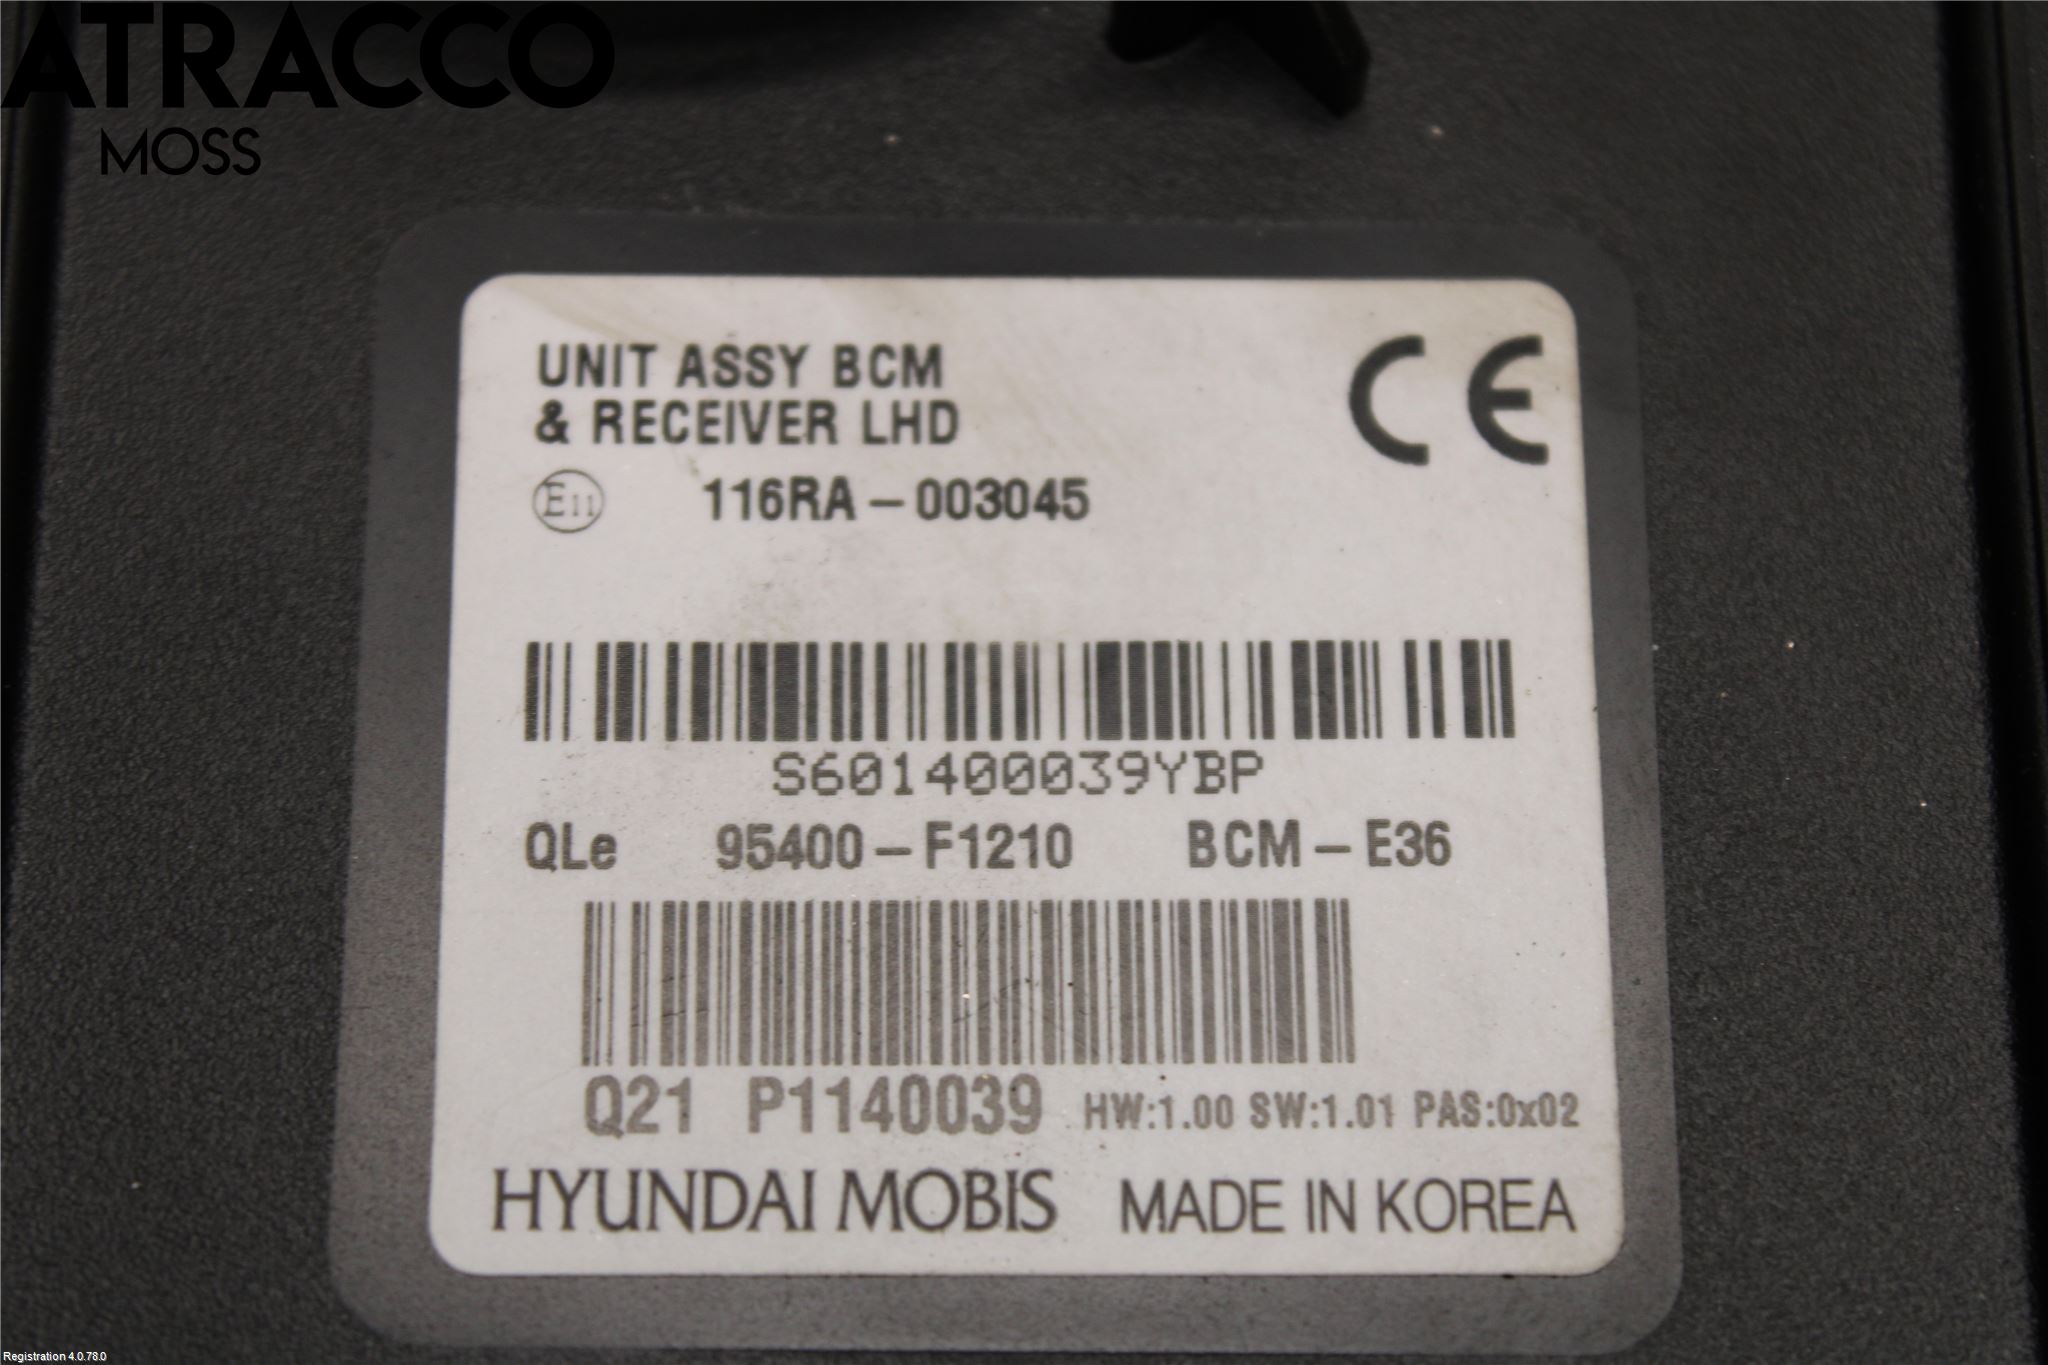 ATRACCO
MOSS
UNIT ASSY BCM
& RECEIVER LHD
CE
E11 116RA-003045
S601400039YBP
QLe 95400-F1210 BCM-E36
Q21 P1140039 HW:1.00 SW:1.01 PAS:0x02
HYUNDAI MOBIS MADE IN KOREA
Registration 4.0.78.0